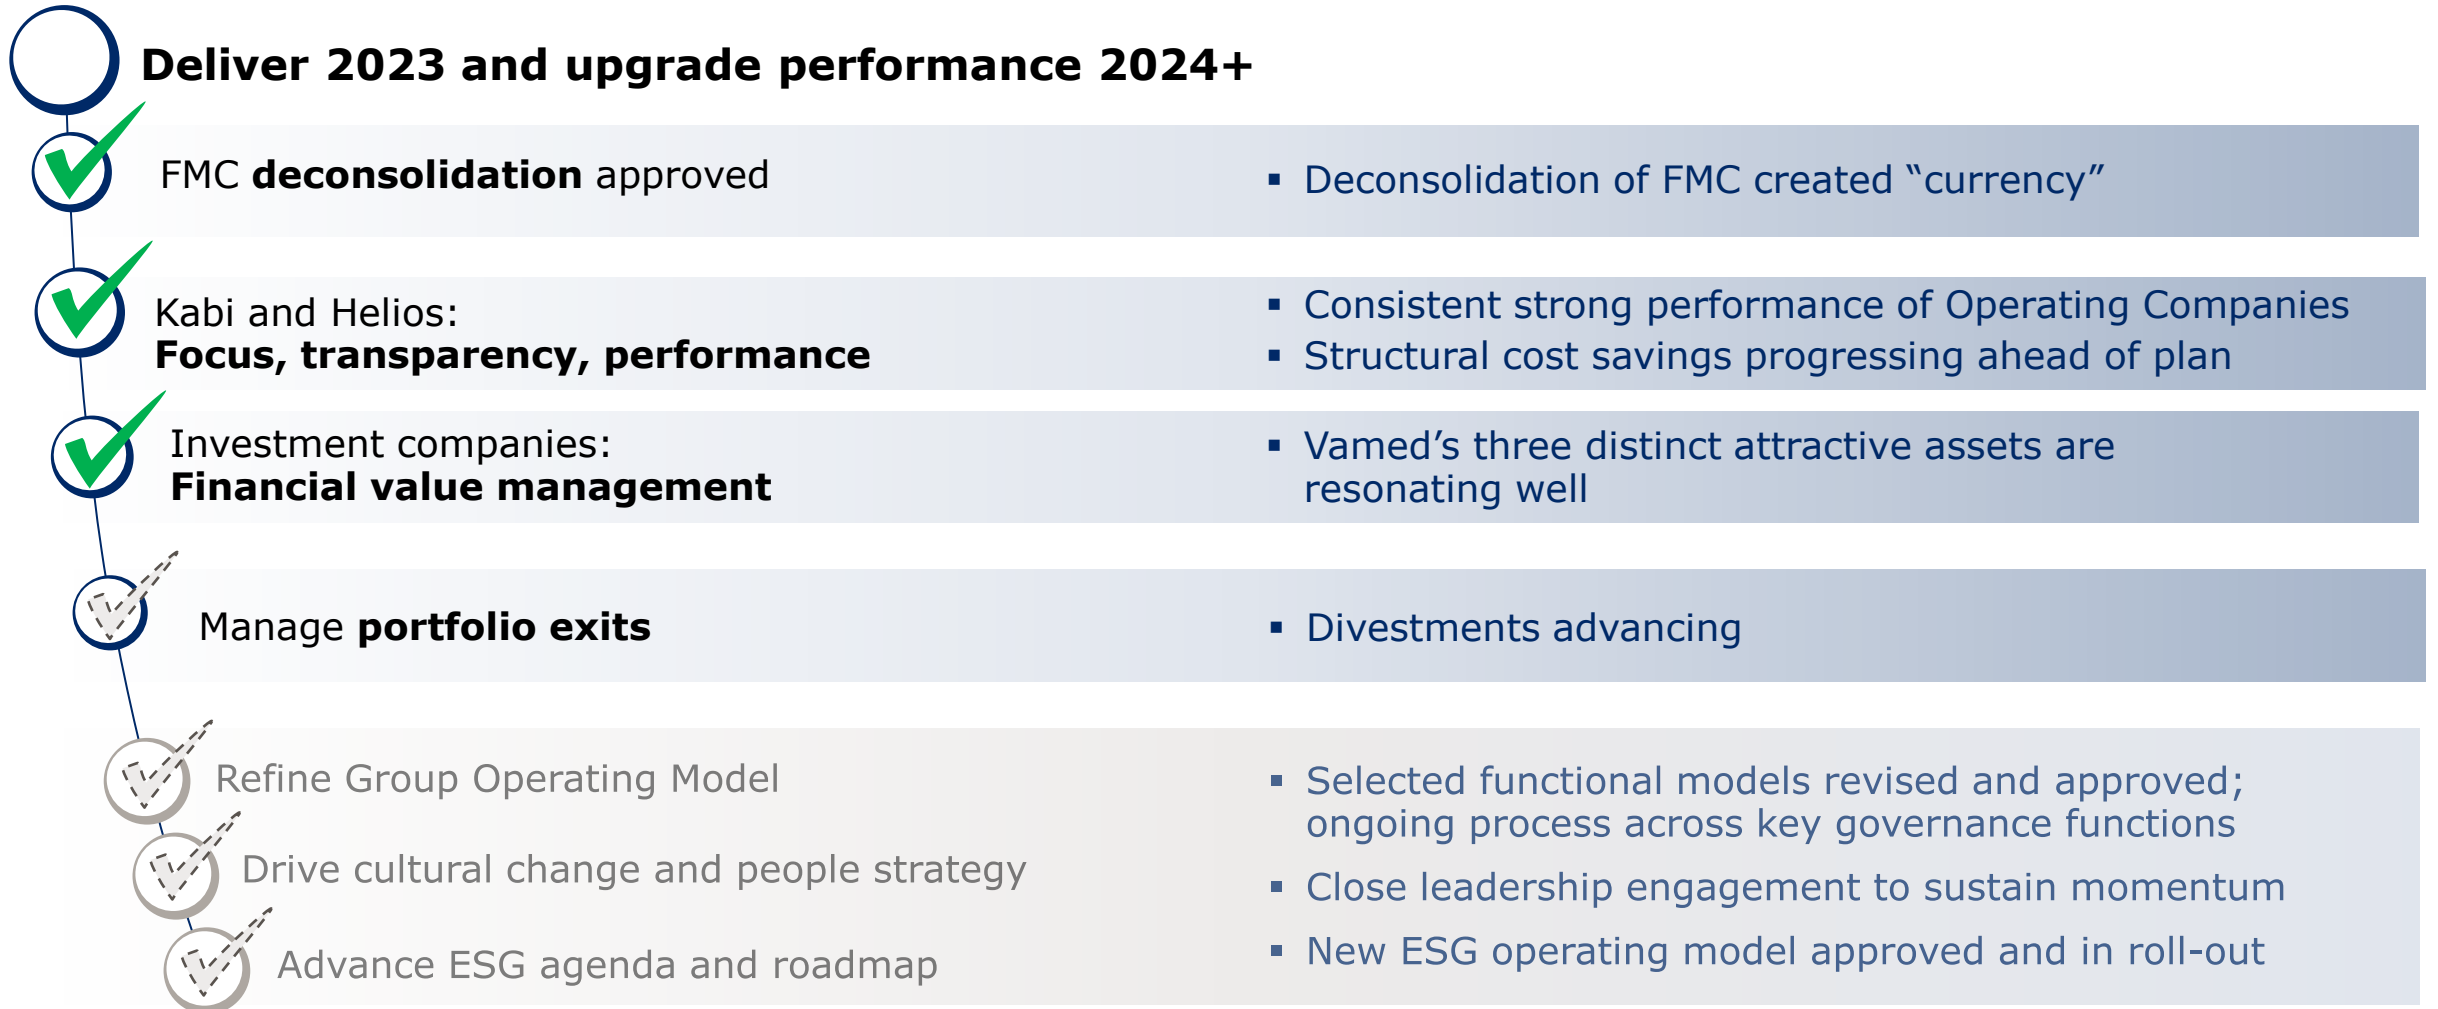 Deliver 2023 and upgrade performance 2024+
FMC deconsolidation approved
▪ Deconsolidation of FMC created “currency”
Kabi and Helios:
Focus, transparency, performance
▪ Consistent strong performance of Operating Companies
▪ Structural cost savings progressing ahead of plan
Investment companies:
Financial value management
▪ Vamed’s three distinct attractive assets are
resonating well
Manage portfolio exits
▪ Divestments advancing
Refine Group Operating Model
▪ Selected functional models revised and approved;
ongoing process across key governance functions
Drive cultural change and people strategy
▪ Close leadership engagement to sustain momentum
Advance ESG agenda and roadmap
▪ New ESG operating model approved and in roll-out